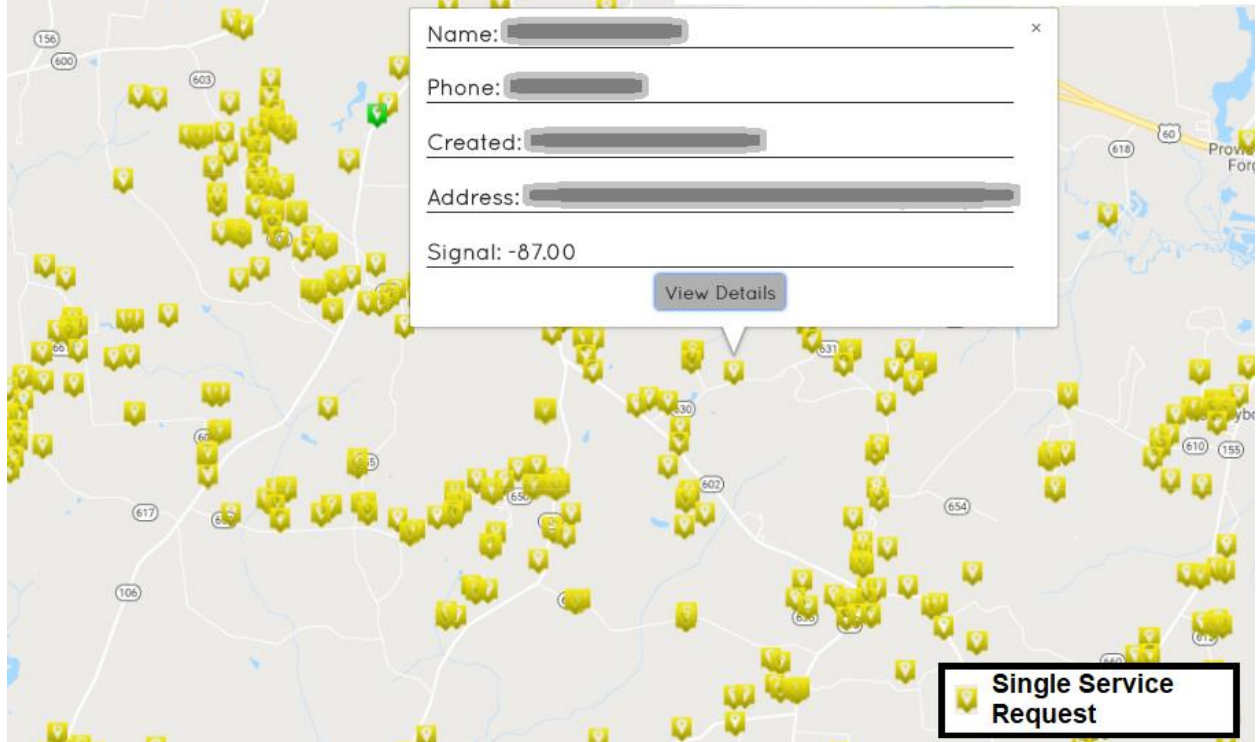 156
600
603
Name:
×
Phone:
Created:
Address:
Signal: -87.00
View Details
60
618
631
630
602
610
155
617
654
106
Single Service
Request